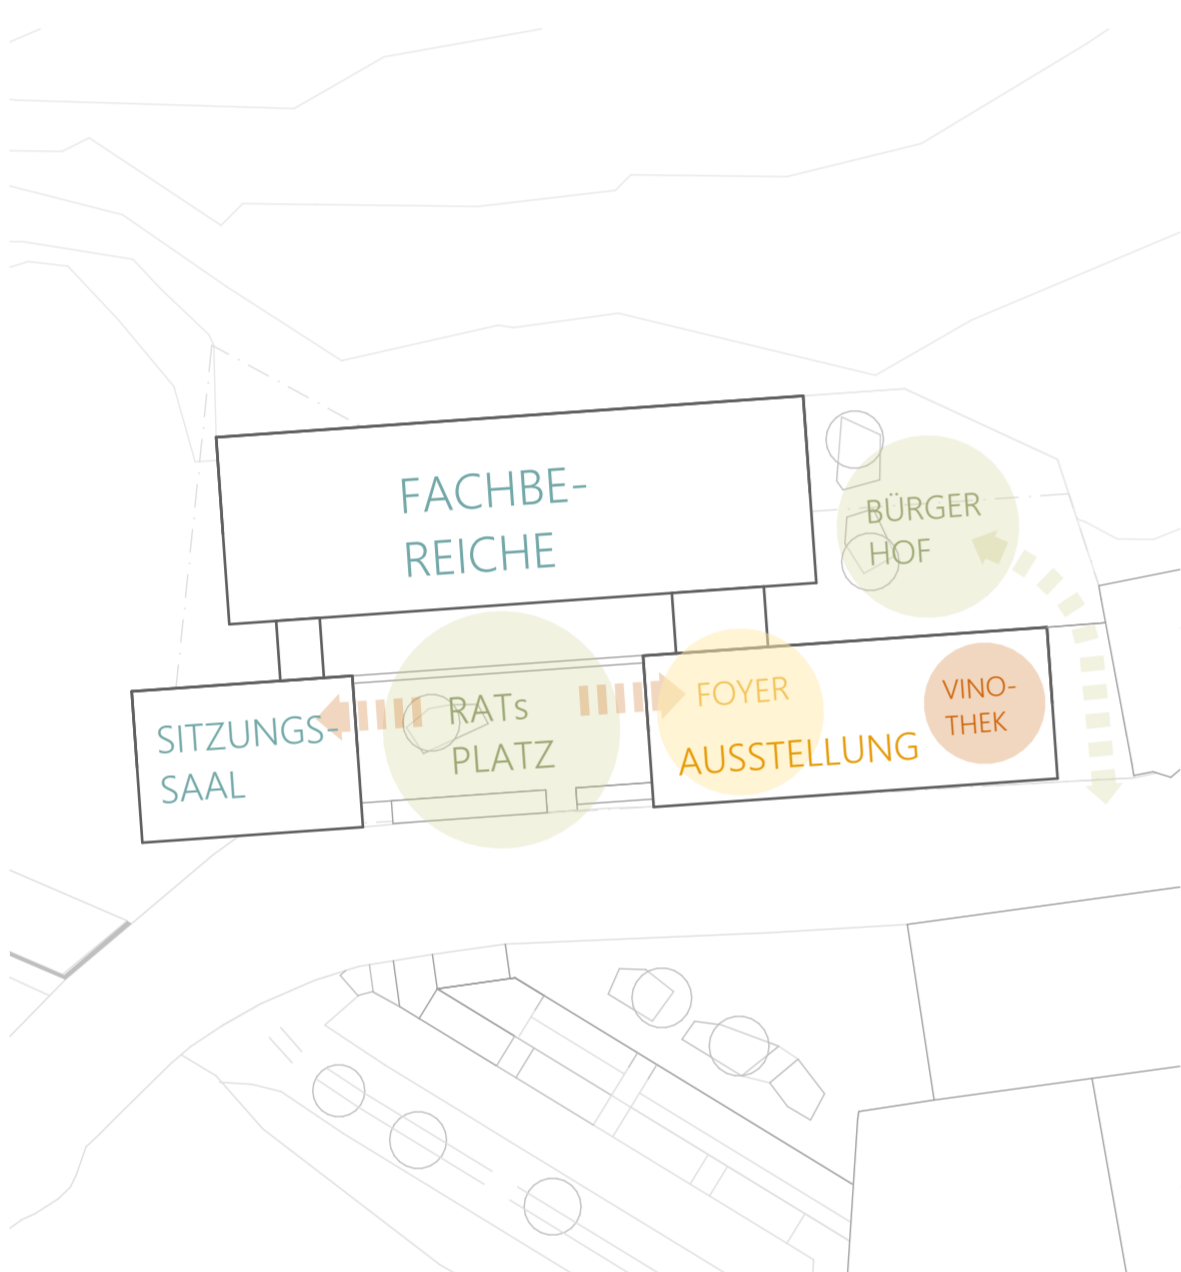 FACHBE-
REICHE
BÜRGER
HOF
SITZUNGS-
SAAL
RATs
PLATZ
FOYER
AUSSTELLUNG
VINO-
THEK